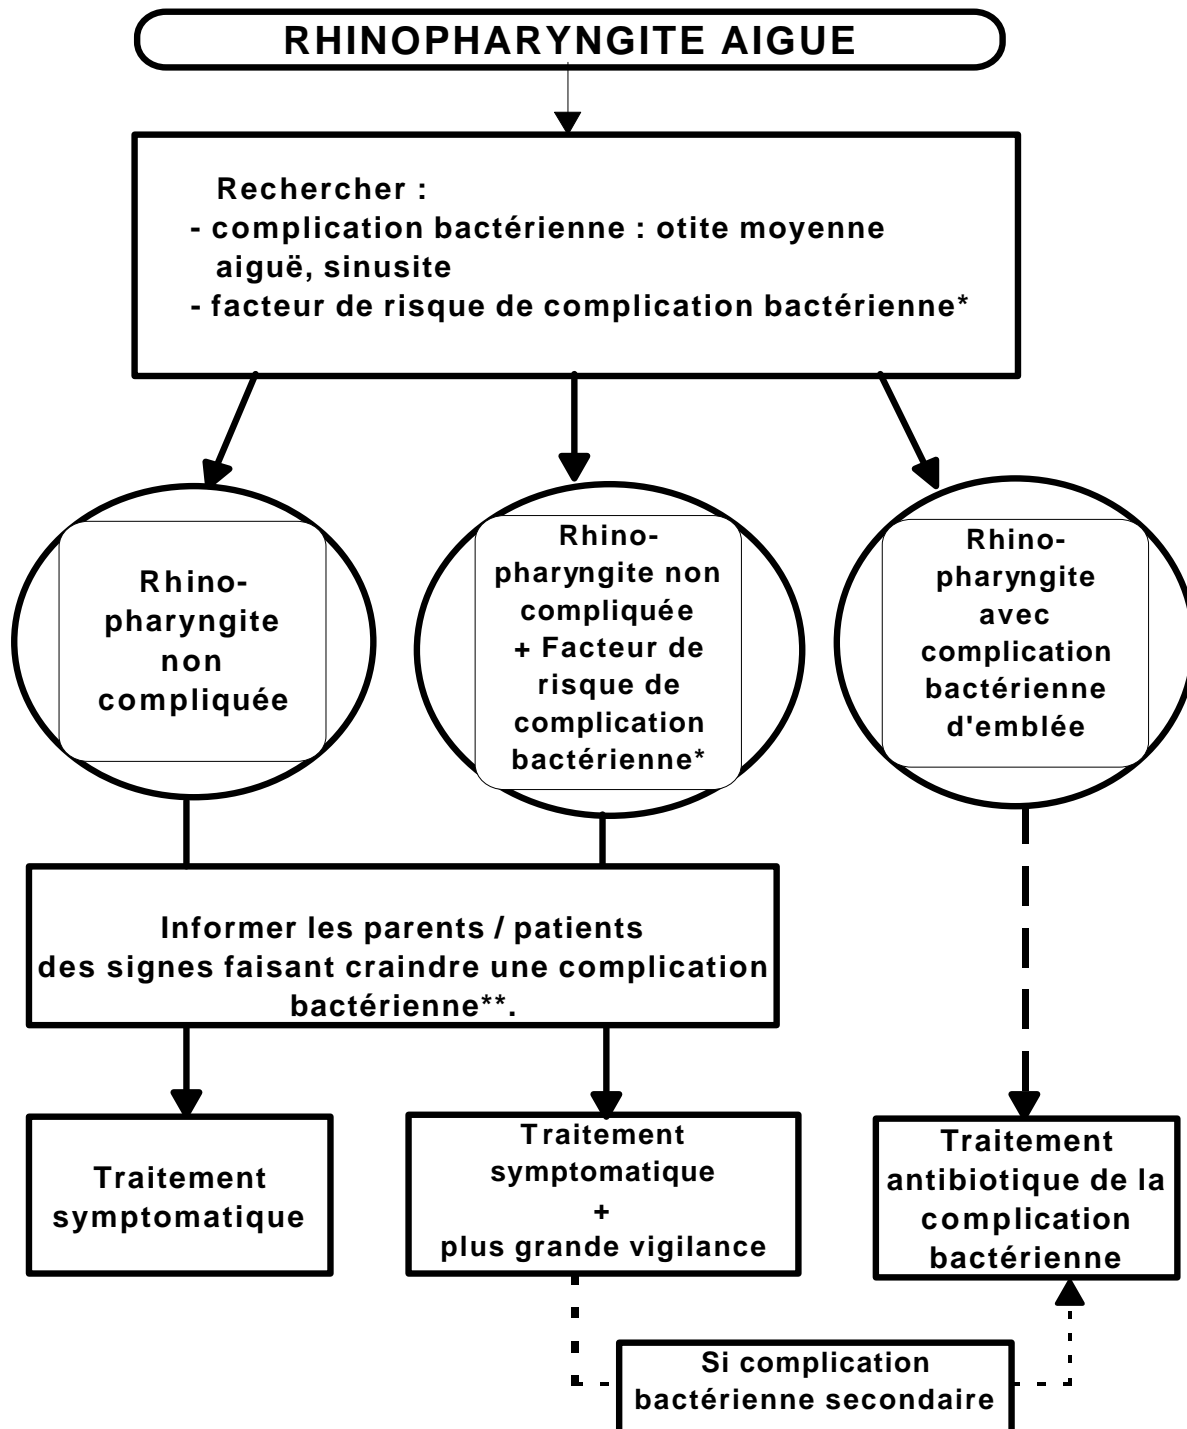 RHINOPHARYNGITE AIGUE
Rechercher :
- complication bactérienne : otite moyenne
aiguë, sinusite
- facteur de risque de complication bactérienne*
Rhino-
pharyngite
non
compliquée
Rhino-
pharyngite non
compliquée
+ Facteur de
risque de
complication
bactérienne*
Rhino-
pharyngite
avec
complication
bactérienne
d'emblée
Informer les parents / patients
des signes faisant craindre une complication
bactérienne**.
Traitement
symptomatique
Traitement
symptomatique
+
plus grande vigilance
Traitement
antibiotique de la
complication
bactérienne
Si complication
bactérienne secondaire